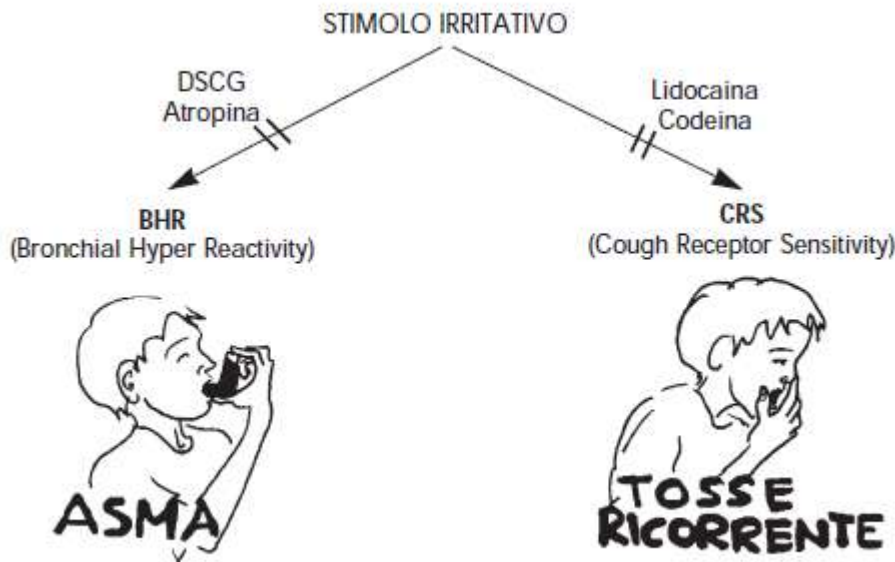 STIMOLO IRRITATIVO
DSCG
Atropina
Lidocaina
Codeina
BHR
(Bronchial Hyper Reactivity)
CRS
(Cough Receptor Sensitivity)
ASMA
TOSSE
RICORRENTE